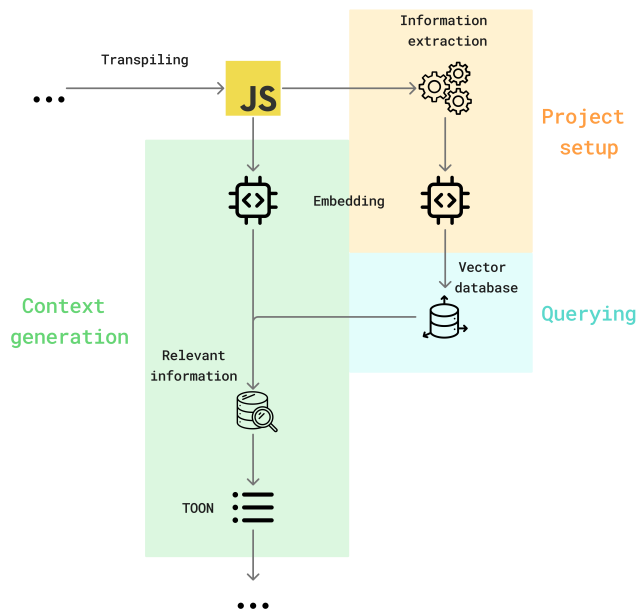 Information
extraction
Transpiling
JS
Project
setup
Embedding
Vector
database
Context
generation
Querying
Relevant
information
TOON